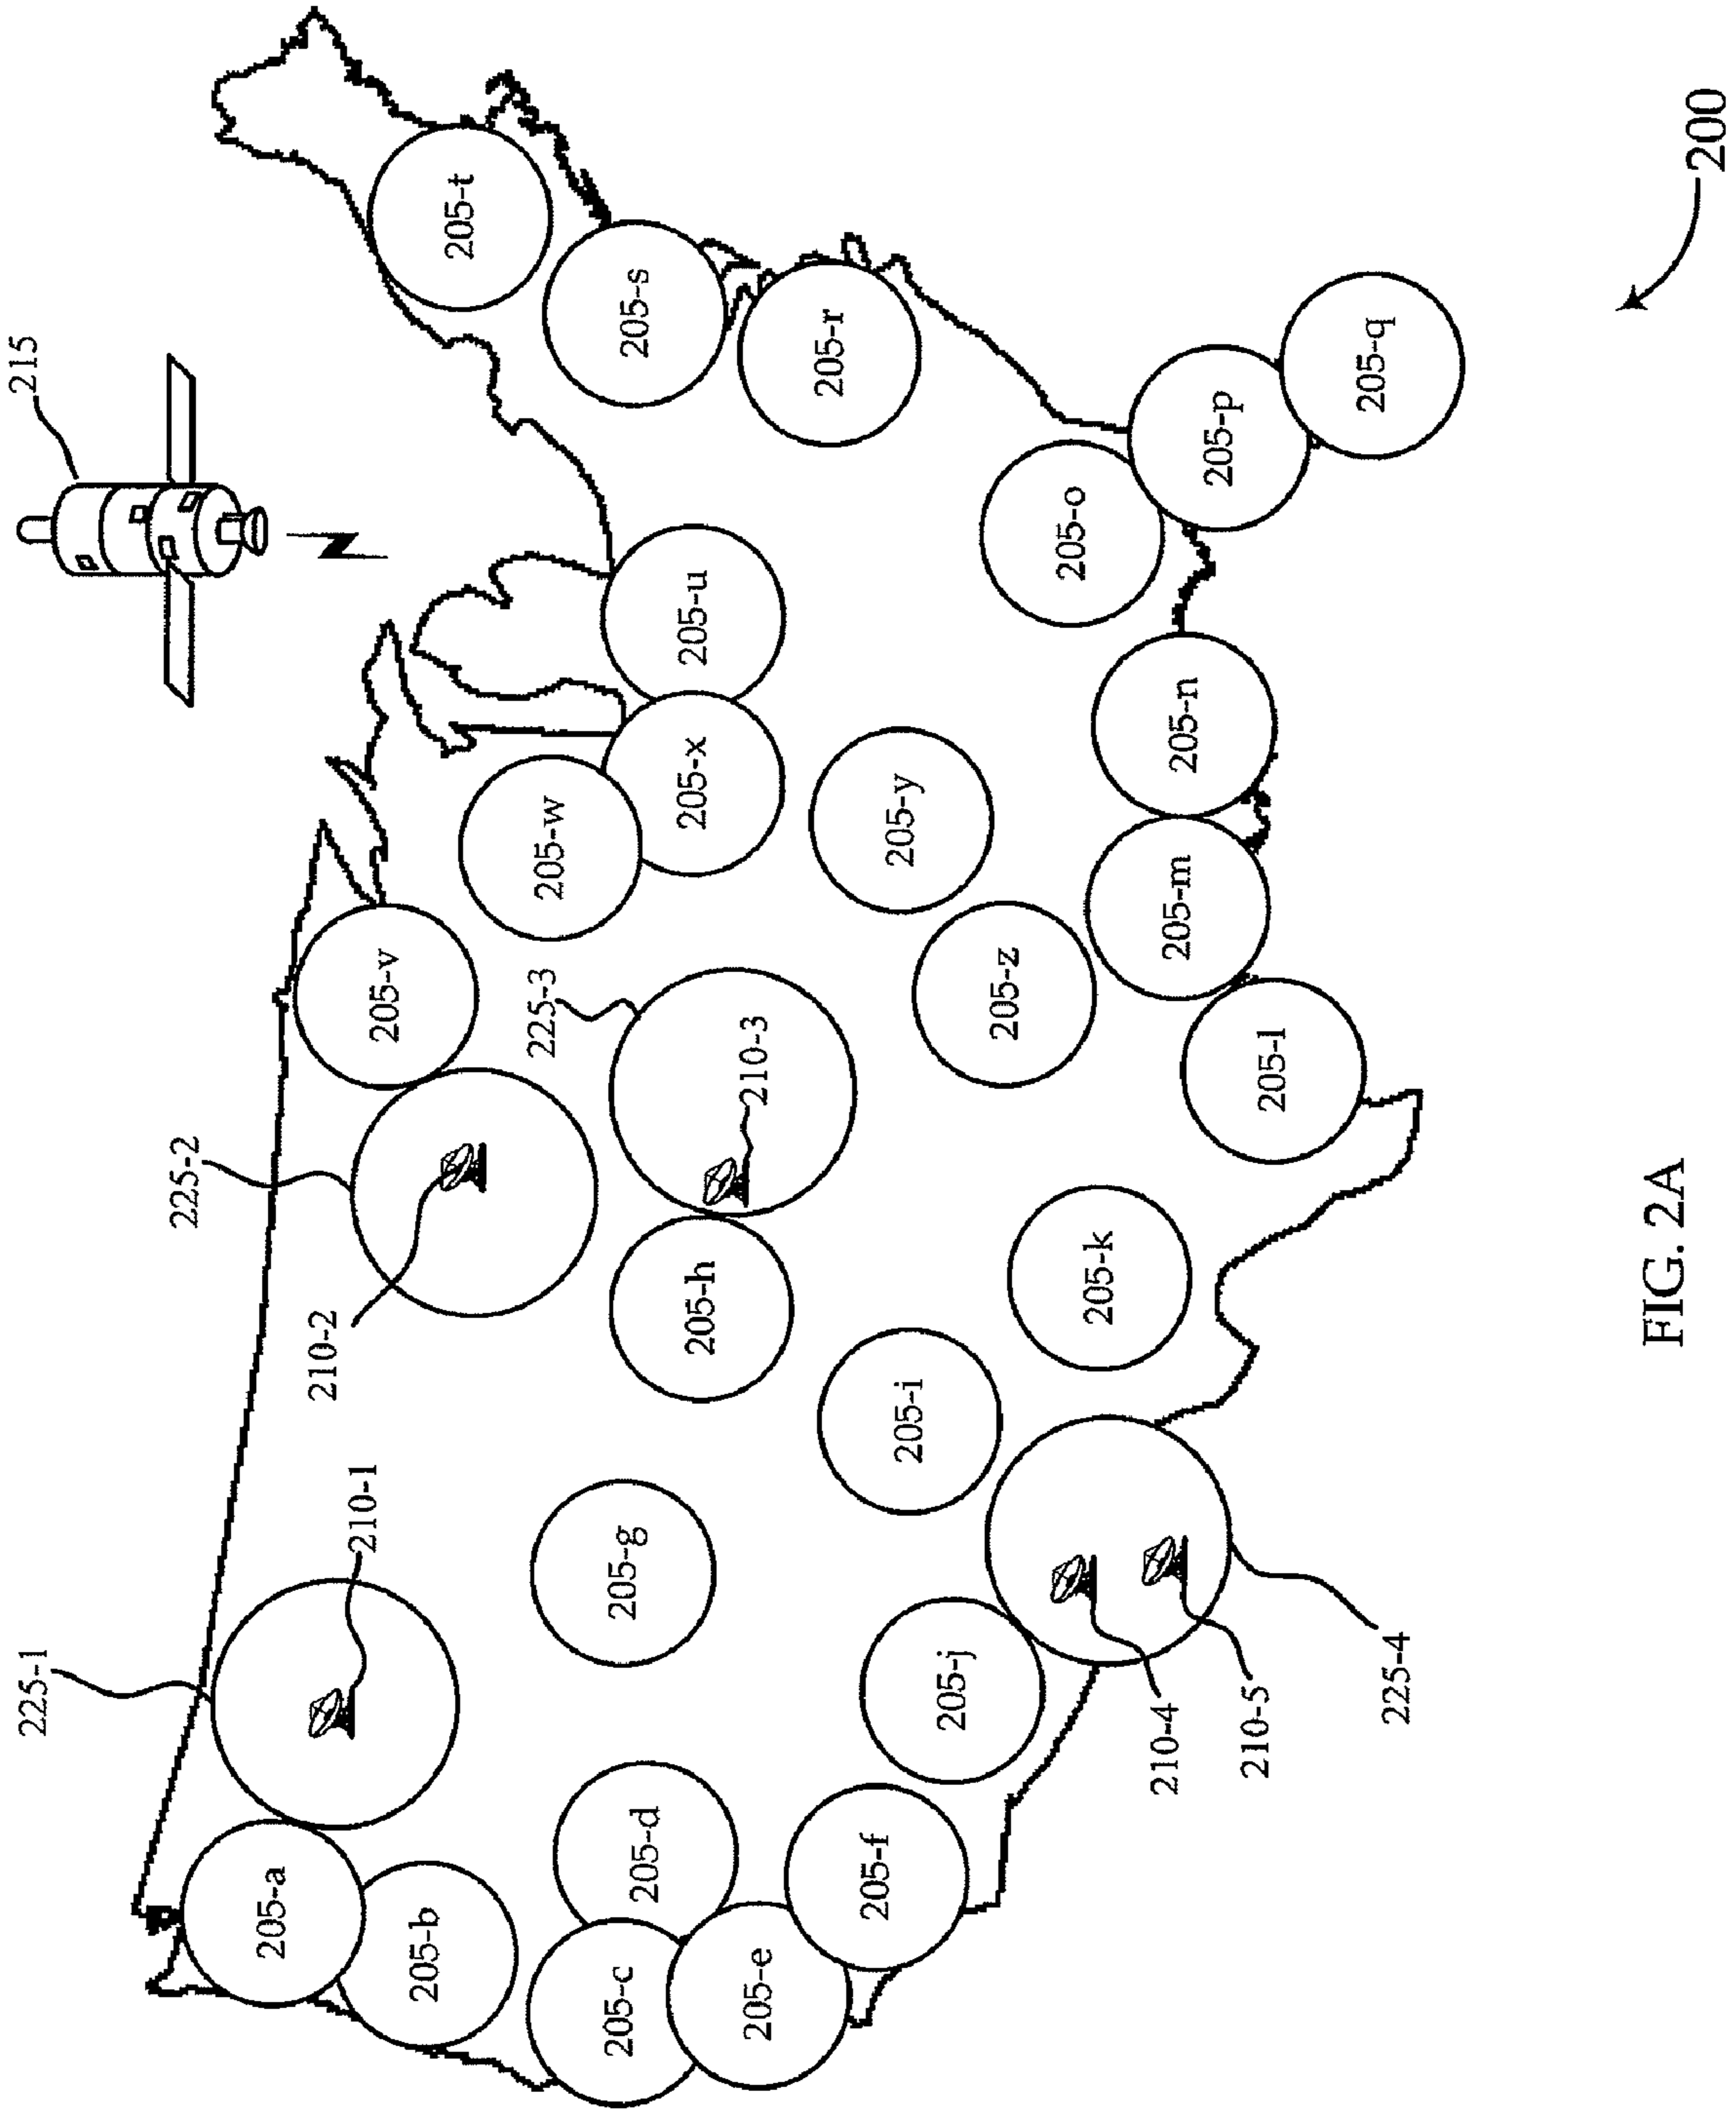 215
225-1
225-2
225-3
210-1
210-2
210-3
210-4
210-5
225-4
205-a
205-b
205-c
205-d
205-e
205-f
205-g
205-h
205-i
205-j
205-k
205-l
205-m
205-n
205-o
205-p
205-q
205-r
205-s
205-t
205-u
205-v
205-w
205-x
205-y
205-z
200
FIG. 2A